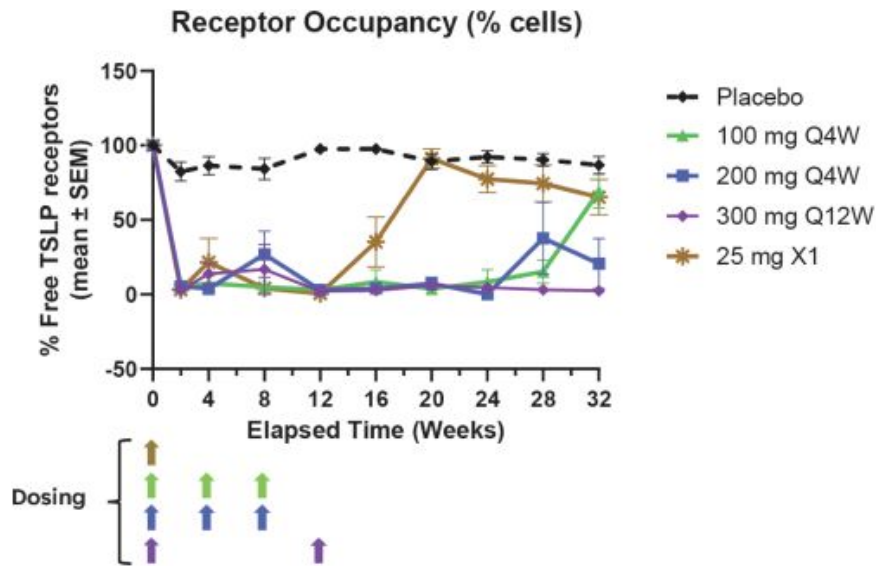 Receptor Occupancy (% cells)
% Free TSLP receptors
(mean ± SEM)
150
100
50
0
-50
0 4 8 12 16 20 24 28 32
Elapsed Time (Weeks)
Placebo
100 mg Q4W
200 mg Q4W
300 mg Q12W
25 mg X1
Dosing